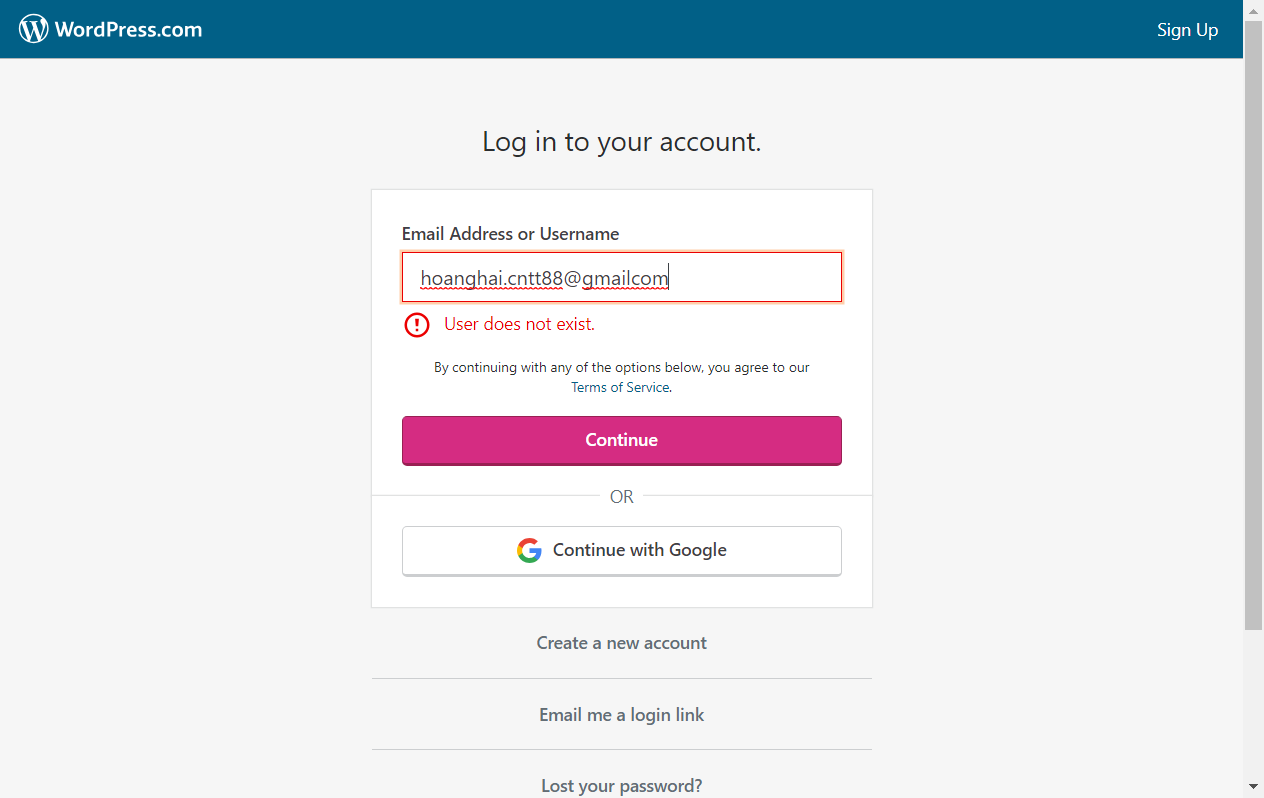 WordPress.com
Sign Up
Log in to your account.
Email Address or Username
hoanghai.cntt88@gmailcom
User does not exist.
By continuing with any of the options below, you agree to our
Terms of Service.
Continue
OR
Continue with Google
Create a new account
Email me a login link
Lost your password?